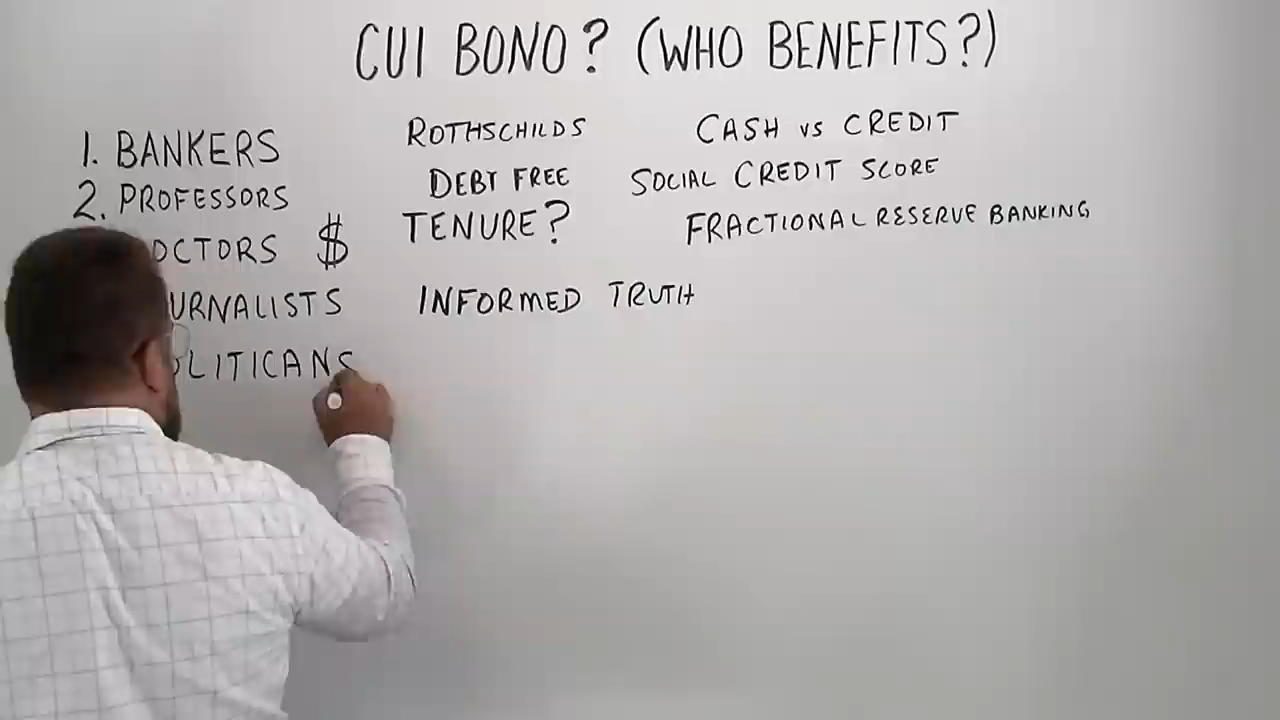 CUI BONO? (WHO BENEFITS?)
1. BANKERS ROTHSCHILDS CASH VS CREDIT
2. PROFESSORS DEBT FREE SOCIAL CREDIT SCORE
OCTORS $ TENURE? FRACTIONAL RESERVE BANKING
URNALISTS INFORMED TRUTH
OLITICANS